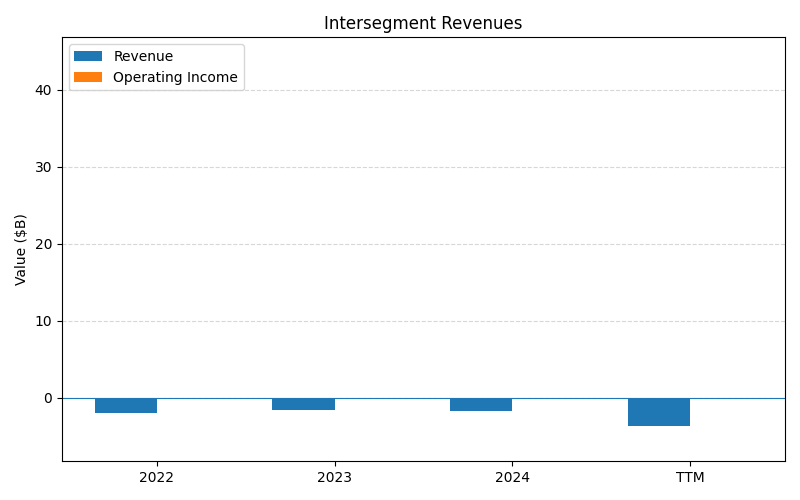 Intersegment Revenues
Revenue
Operating Income
Value ($B)
40
30
20
10
0
2022 2023 2024 TTM